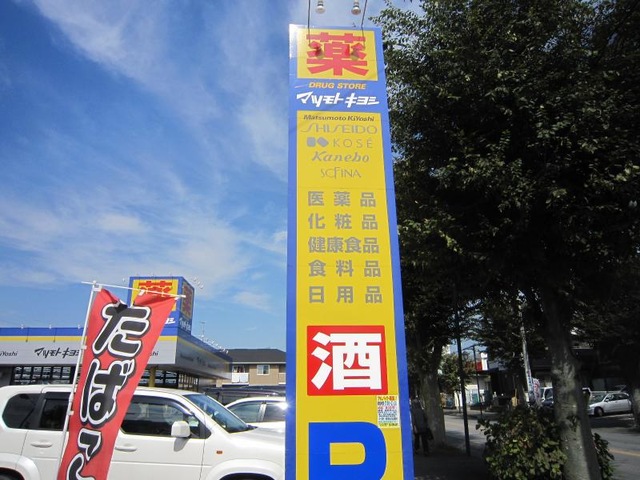 薬
DRUG STORE
マツモトキヨシ
Matsumoto KiYoshi
SHISEIDO
KOSÉ
Kanebo
SOFINA
医薬品
化粧品
健康食品
食料品
日用品
酒
P
薬
マツモトキヨシ
たばこ